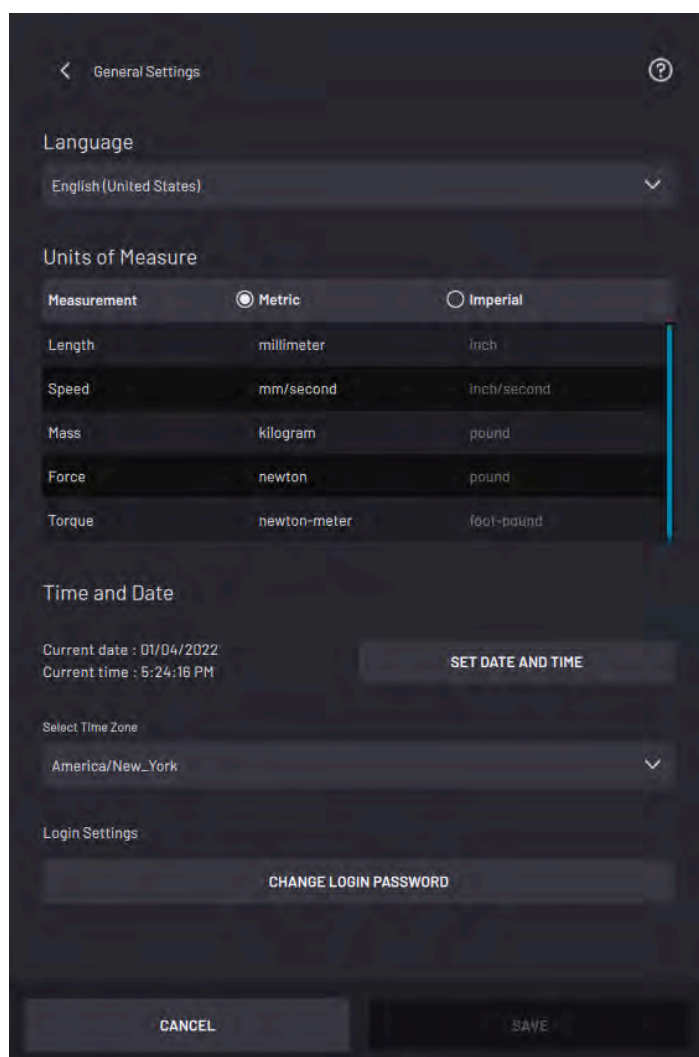 General Settings
Language
English (United States)
Units of Measure
Measurement Metric Imperial
Length millimeter inch
Speed mm/second inch/second
Mass kilogram pound
Force newton pound
Torque newton-meter foot-pound
Time and Date
Current date : 01/04/2022
Current time : 5:24:16 PM
SET DATE AND TIME
Select Time Zone
America/New_York
Login Settings
CHANGE LOGIN PASSWORD
CANCEL SAVE